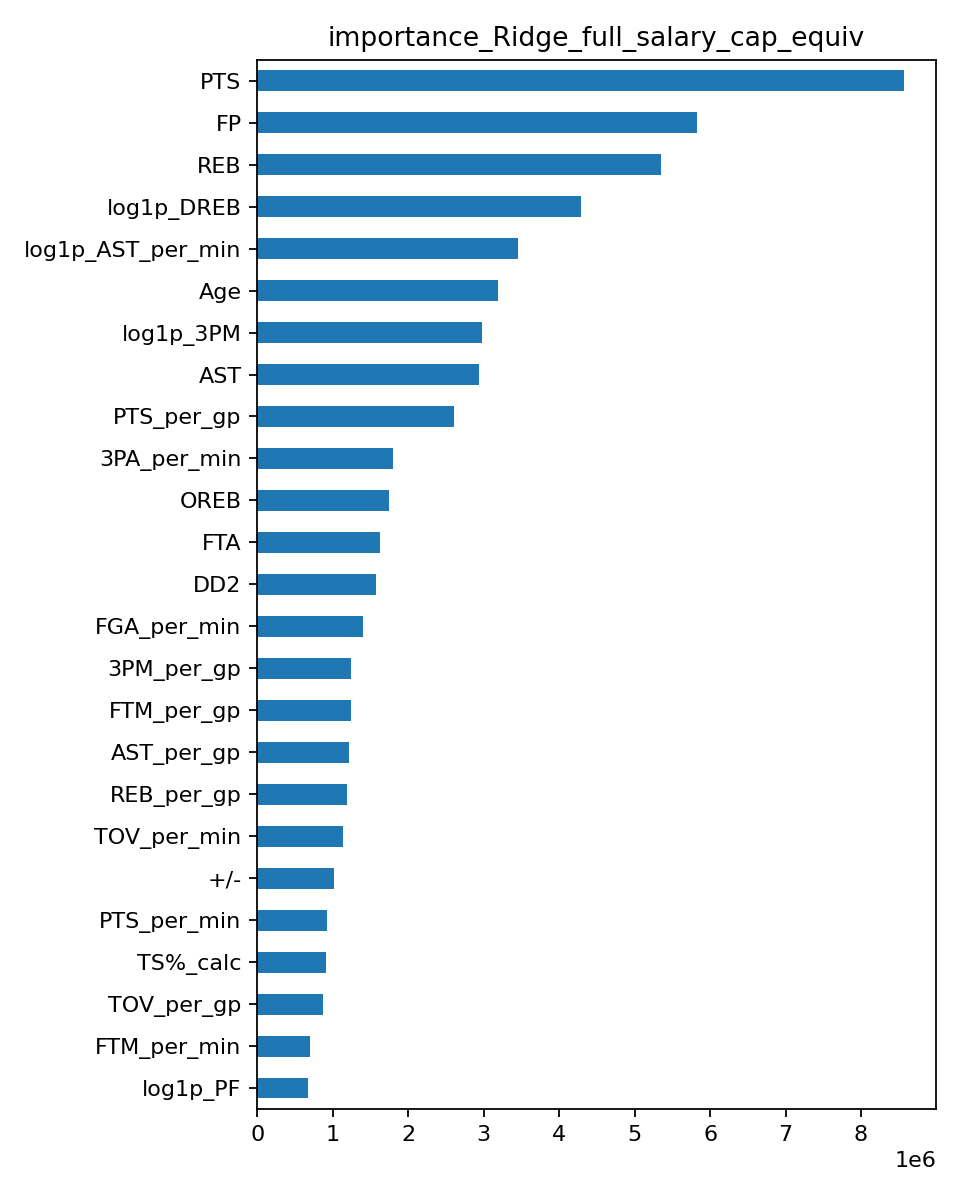 importance_Ridge_full_salary_cap_equiv
PTS
FP
REB
log1p_DREB
log1p_AST_per_min
Age
log1p_3PM
AST
PTS_per_gp
3PA_per_min
OREB
FTA
DD2
FGA_per_min
3PM_per_gp
FTM_per_gp
AST_per_gp
REB_per_gp
TOV_per_min
+/-
PTS_per_min
TS%_calc
TOV_per_gp
FTM_per_min
log1p_PF
0 1 2 3 4 5 6 7 8
1e6